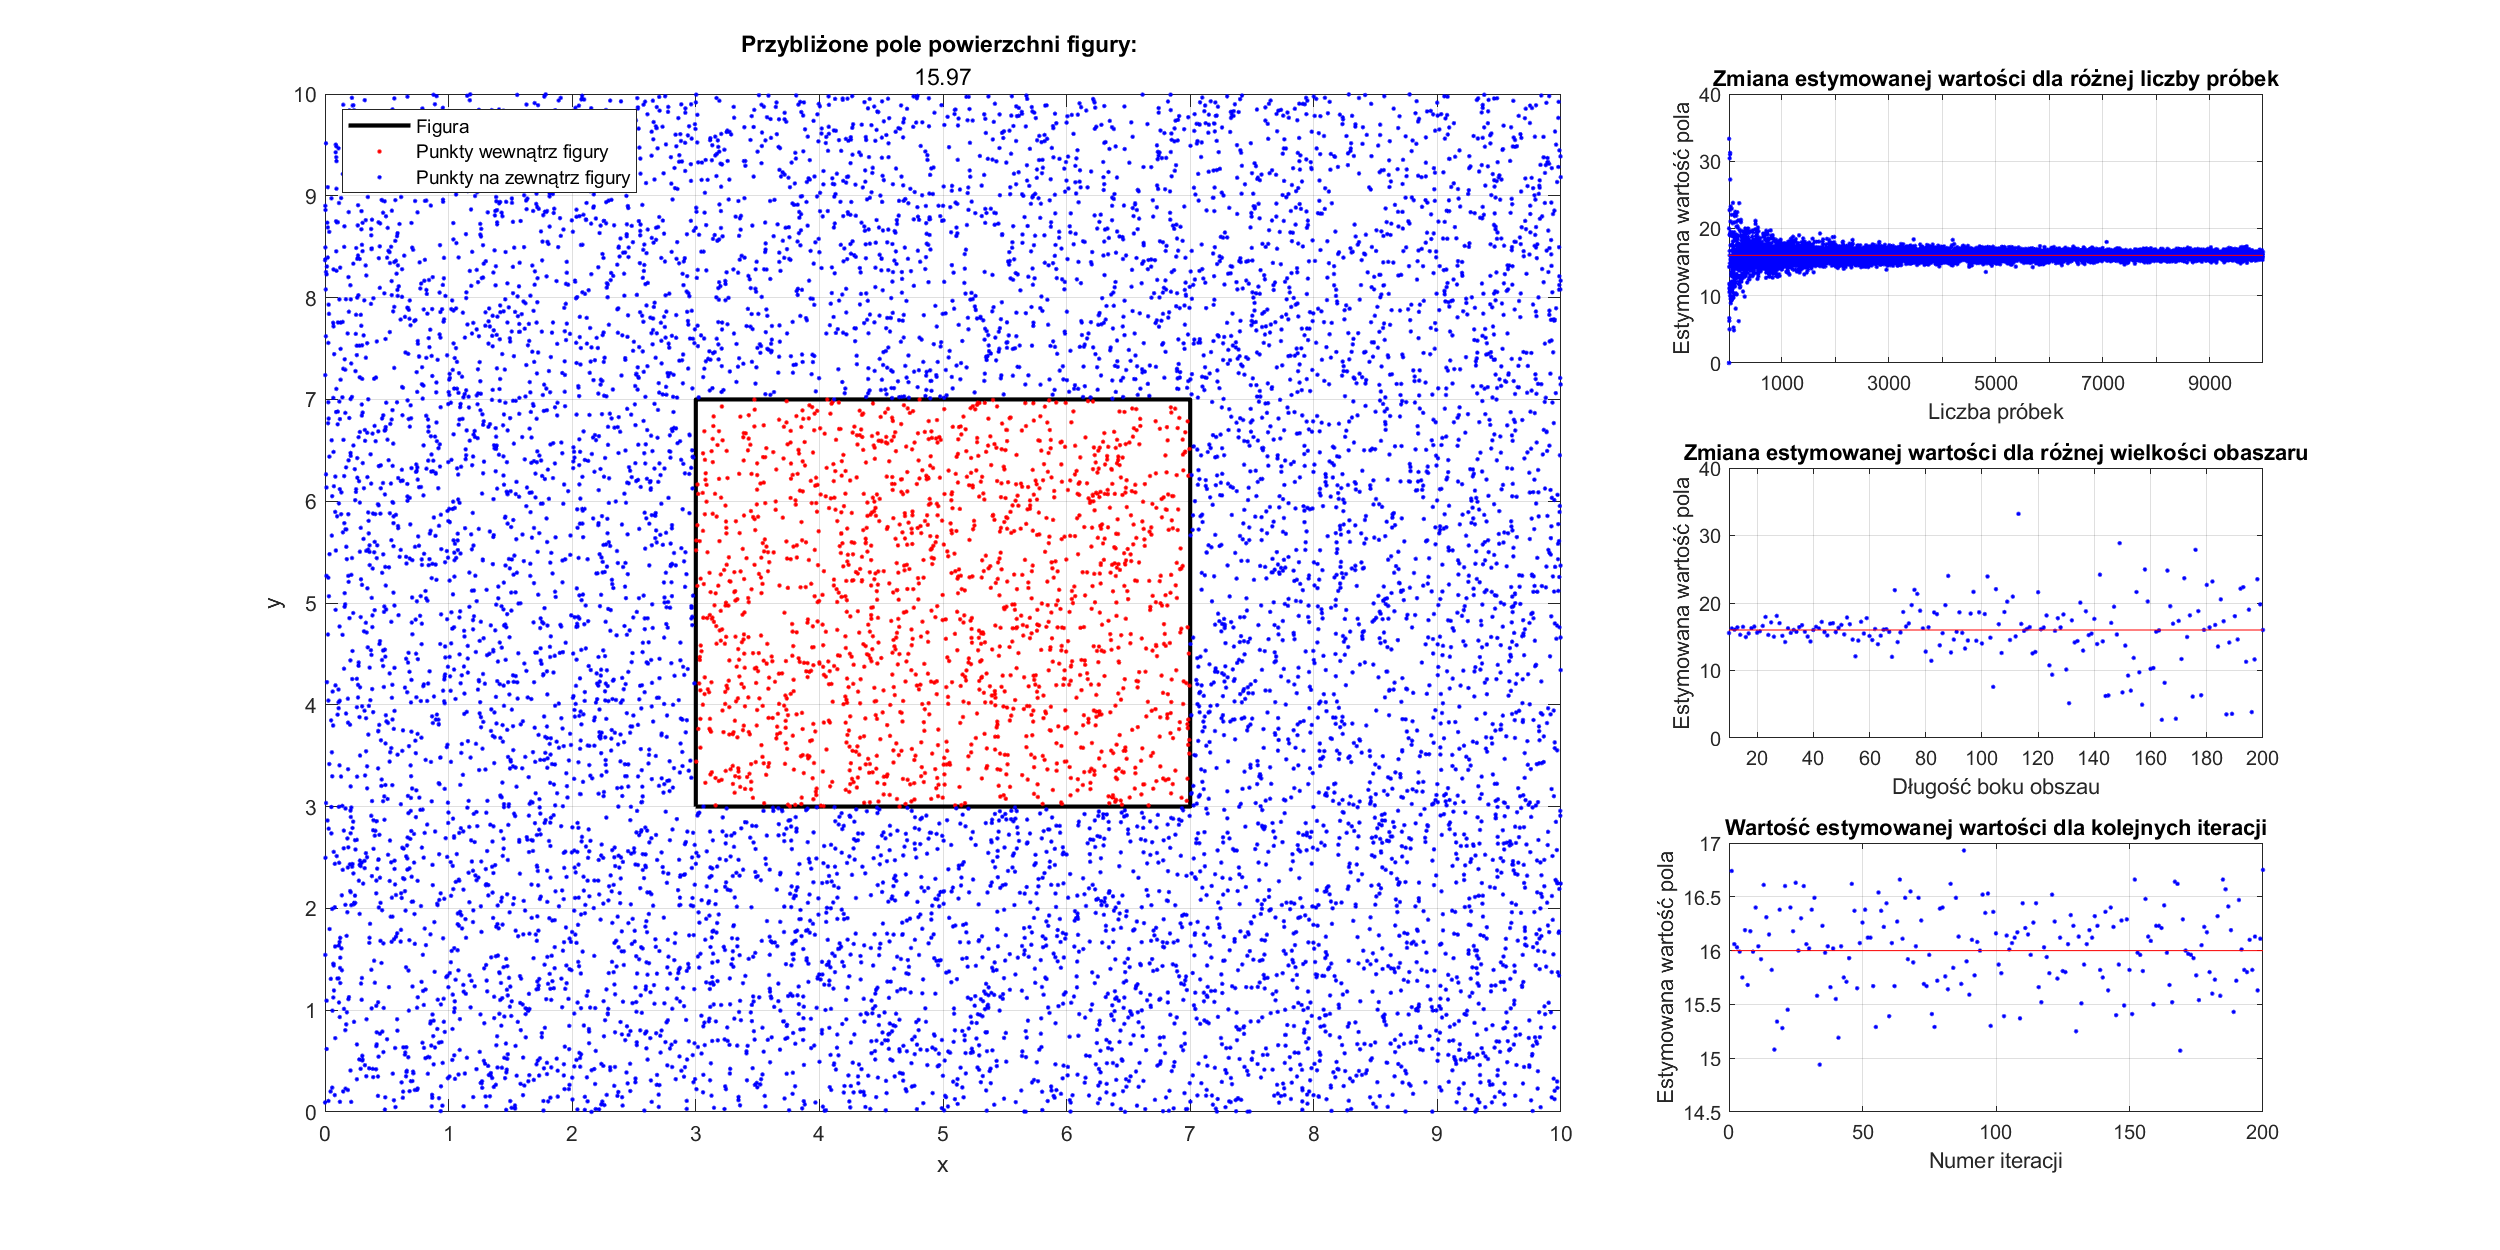 Przybliżone pole powierzchni figury:
15.97
10
9
8
7
6
5
4
3
2
1
0
y
Figura
Punkty wewnątrz figury
Punkty na zewnątrz figury
0 1 2 3 4 5 6 7 8 9 10
x
Zmiana estymowanej wartości dla różnej liczby próbek
Estymowana wartość pola
40
30
20
10
0
1000 3000 5000 7000 9000
Liczba próbek
Zmiana estymowanej wartości dla różnej wielkości obaszaru
Estymowana wartość pola
40
30
20
10
0
20 40 60 80 100 120 140 160 180 200
Długość boku obszau
Wartość estymowanej wartości dla kolejnych iteracji
Estymowana wartość pola
17
16.5
16
15.5
15
14.5
0 50 100 150 200
Numer iteracji